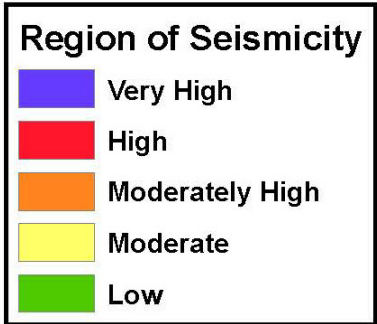 Region of Seismicity
Very High
High
Moderately High
Moderate
Low